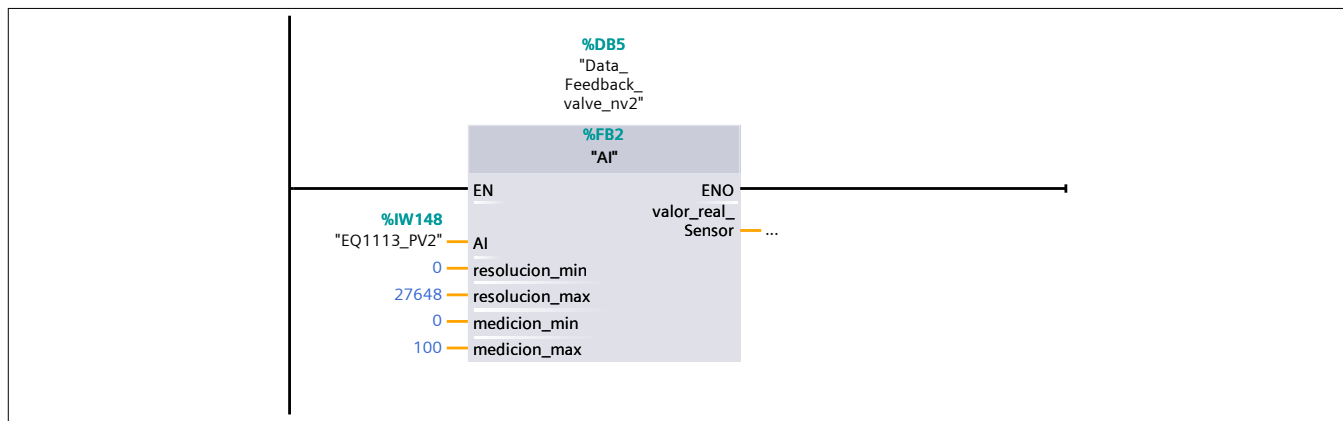 %DB5
"Data_
Feedback_
valve_nv2"
%FB2
"AI"
EN
ENO
%IW148
"EQ1113_PV2"
AI
valor_real_
Sensor
...
0
resolucion_min
27648
resolucion_max
0
medicion_min
100
medicion_max